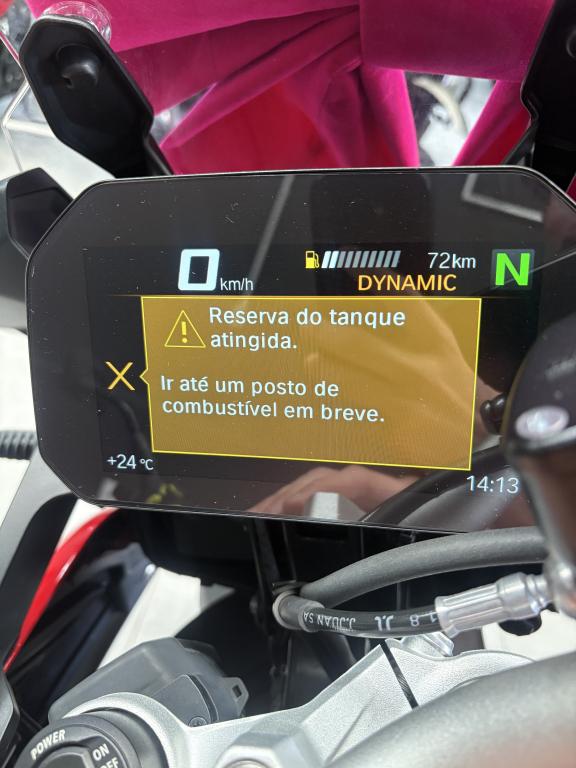 0 km/h
72km
DYNAMIC
N
Reserva do tanque
atingida.
Ir até um posto de
combustível em breve.
+24 °C
14:13
J.JUAN SA
J.J
1.8
POWER
ON
OFF